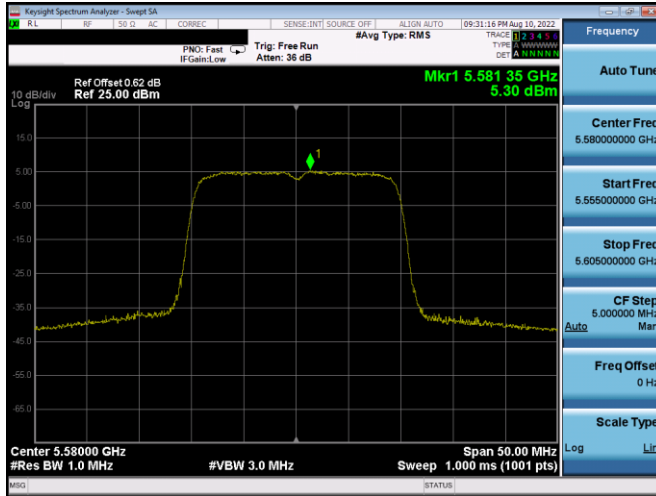 Keysight Spectrum Analyzer - Swept SA
R L RF 50 Ω AC CORREC SENSE:INT SOURCE OFF ALIGN AUTO 09:31:16 PM Aug 10, 2022
#Avg Type: RMS
TRACE 1 2 3 4 5 6
PNO: Fast Trig: Free Run
TYPE A WWWWW
IFGain:Low Atten: 36 dB
DET A N N N N N
Mkr1 5.581 35 GHz
5.30 dBm
Ref Offset 0.62 dB
10 dB/div Ref 25.00 dBm
Log
15.0
5.00
-5.00
-15.0
-25.0
-35.0
-45.0
-55.0
-65.0
1
Center 5.58000 GHz Span 50.00 MHz
#Res BW 1.0 MHz #VBW 3.0 MHz Sweep 1.000 ms (1001 pts)
MSG STATUS
Frequency
Auto Tune
Center Freq
5.580000000 GHz
Start Freq
5.555000000 GHz
Stop Freq
5.605000000 GHz
CF Step
5.000000 MHz
Auto Man
Freq Offset
0 Hz
Scale Type
Log Lin